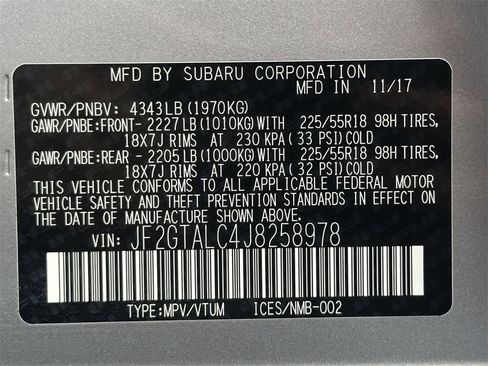 MFD BY SUBARU CORPORATION
MFD IN 11/17
GVWR/PNBV: 4343LB(1970KG)
GAWR/PNBE:FRONT- 2227LB(1010KG)WITH 225/55R18 98H TIRES,
18X7J RIMS AT 230 KPA(33 PSI)COLD
GAWR/PNBE:REAR - 2205LB(1000KG)WITH 225/55R18 98H TIRES,
18X7J RIMS AT 220 KPA(32 PSI)COLD
THIS VEHICLE CONFORMS TO ALL APPLICABLE FEDERAL MOTOR
VEHICLE SAFETY AND THEFT PREVENTION STANDARDS IN EFFECT
ON THE DATE OF MANUFACTURE SHOWN ABOVE.
VIN: JF2GTALC4J8258978
TYPE:MPV/VTUM ICES/NMB-002